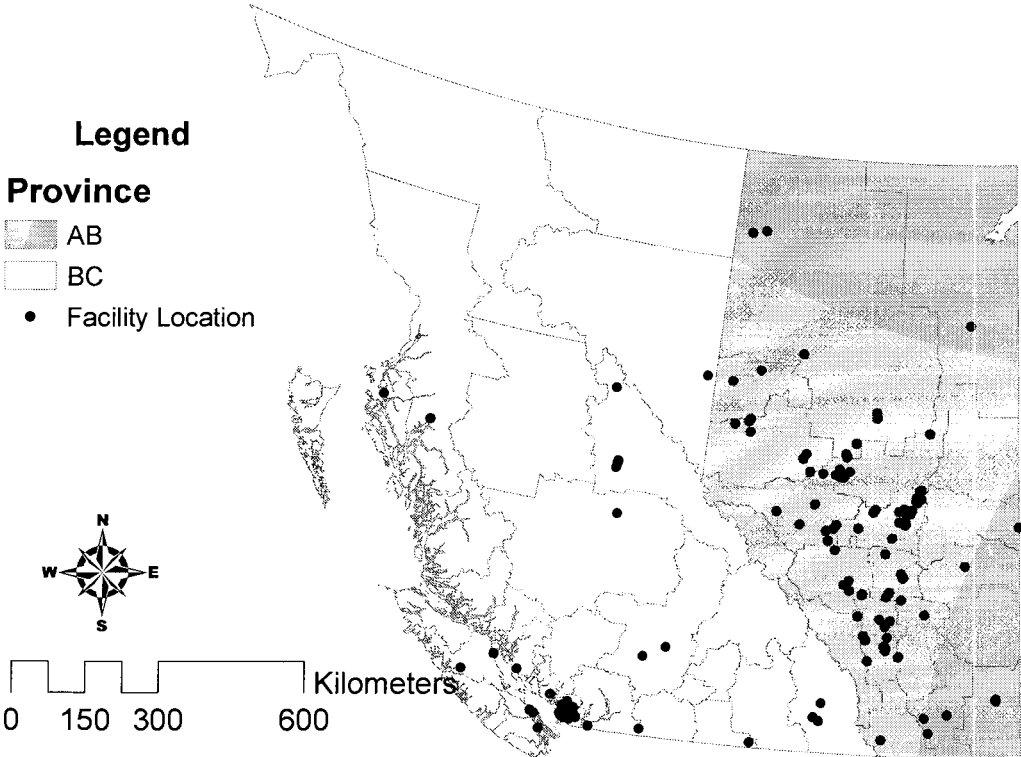 Legend
Province
AB
BC
Facility Location
N
W E
S
Kilometers
0 150 300 600